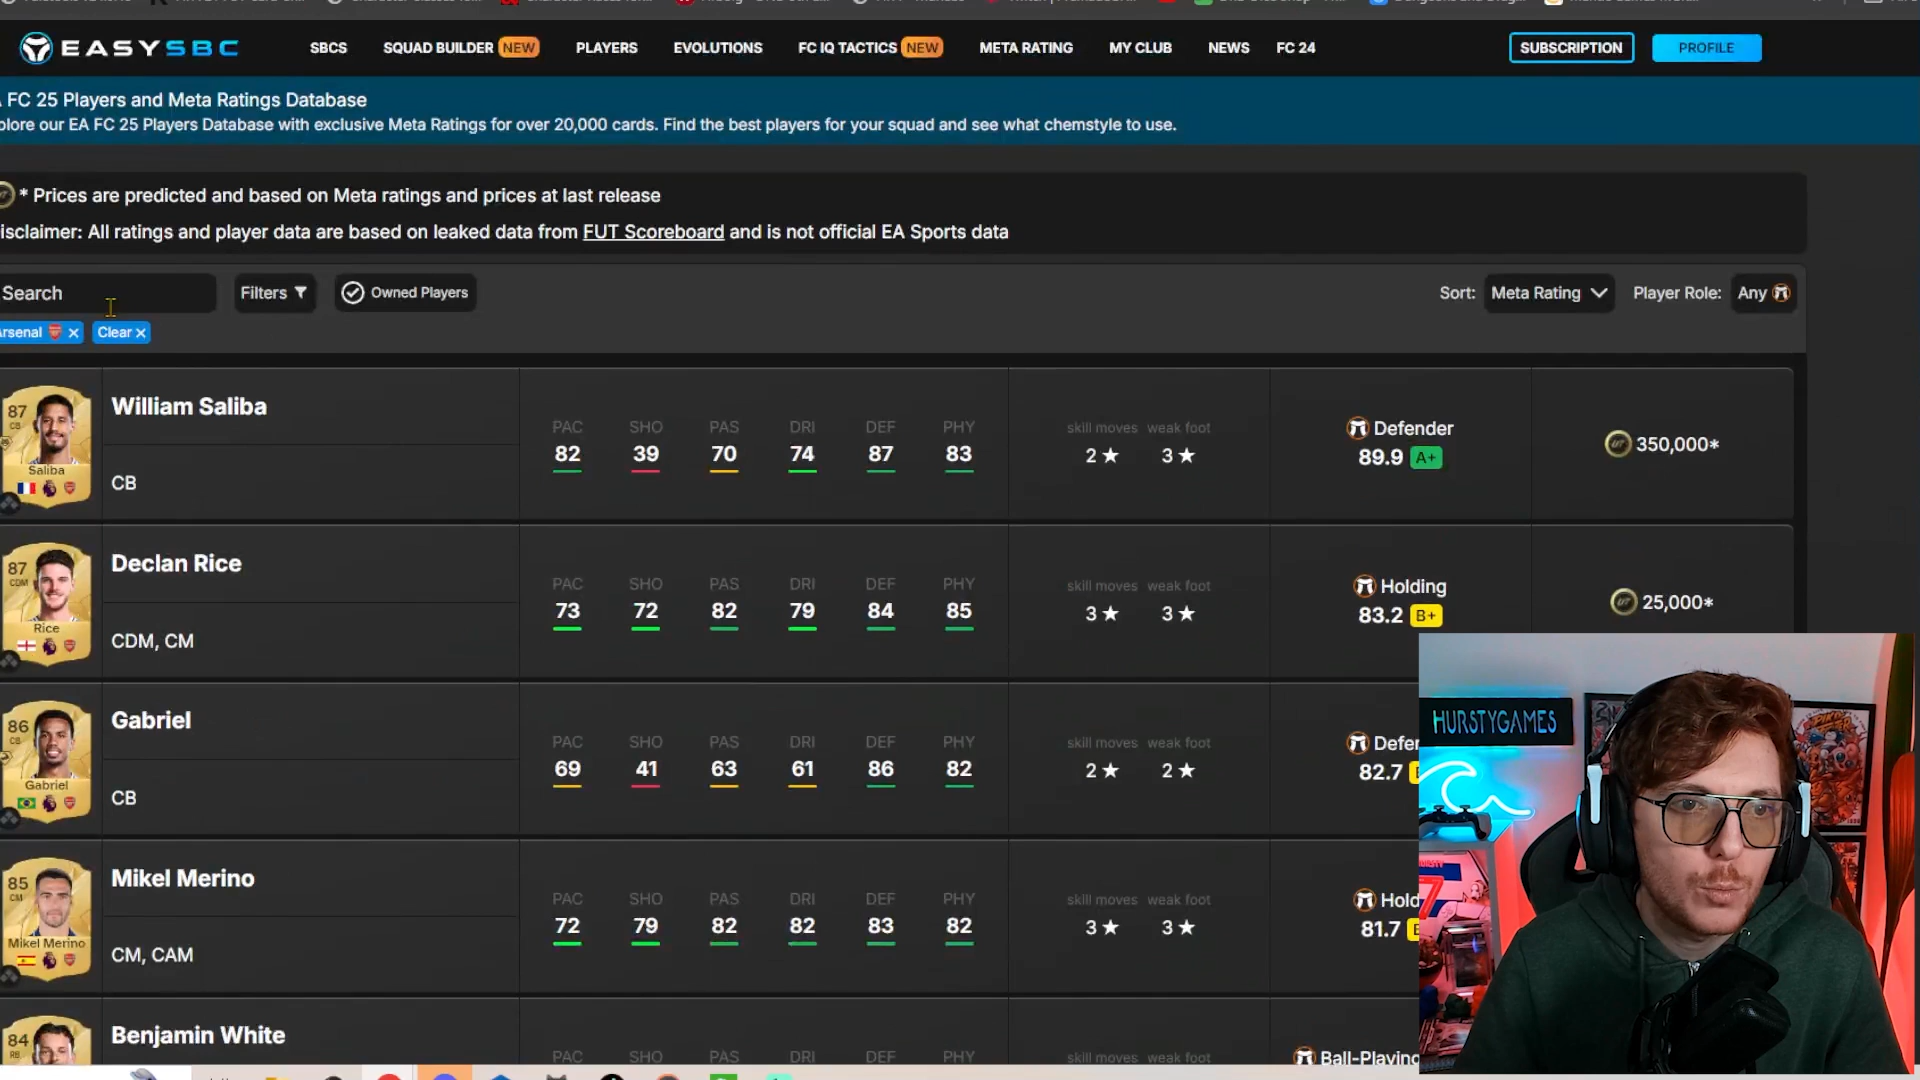 EASYSBC
SBCS
SQUAD BUILDER NEW
PLAYERS
EVOLUTIONS
FC IQ TACTICS NEW
META RATING
MY CLUB
NEWS
FC 24
SUBSCRIPTION
PROFILE
FC 25 Players and Meta Ratings Database
plore our EA FC 25 Players Database with exclusive Meta Ratings for over 20,000 cards. Find the best players for your squad and see what chemstyle to use.
* Prices are predicted and based on Meta ratings and prices at last release
isclaimer: All ratings and player data are based on leaked data from FUT Scoreboard and is not official EA Sports data
Search
Filters
Owned Players
Sort: Meta Rating
Player Role: Any
Arsenal ×
Clear ×
87
CB
Saliba
William Saliba
CB
PAC SHO PAS DRI DEF PHY
82 39 70 74 87 83
skill moves weak foot
2 ★ 3 ★
Defender
89.9 A+
350,000*
87
CDM
Rice
Declan Rice
CDM, CM
PAC SHO PAS DRI DEF PHY
73 72 82 79 84 85
skill moves weak foot
3 ★ 3 ★
Holding
83.2 B+
25,000*
86
CB
Gabriel
Gabriel
CB
PAC SHO PAS DRI DEF PHY
69 41 63 61 86 82
skill moves weak foot
2 ★ 2 ★
Defer
82.7
85
CM
Mikel Merino
Mikel Merino
CM, CAM
PAC SHO PAS DRI DEF PHY
72 79 82 82 83 82
skill moves weak foot
3 ★ 3 ★
Hold
81.7
84
RB
Benjamin White
PAC SHO PAS DRI DEF PHY
skill moves weak foot
Ball-Playing
HURSTYGAMES